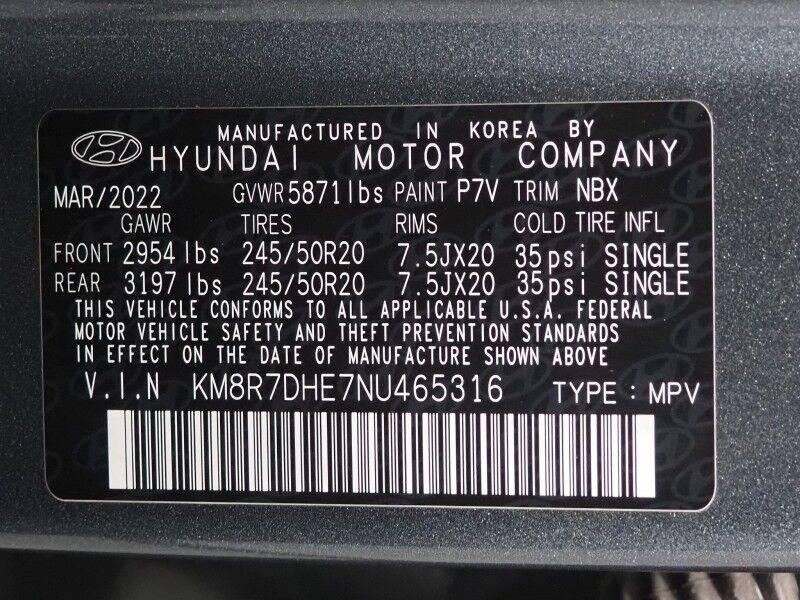 MANUFACTURED IN KOREA BY
HYUNDAI MOTOR COMPANY
MAR/2022 GVWR 5871lbs PAINT P7V TRIM NBX
GAWR TIRES RIMS COLD TIRE INFL
FRONT 2954 lbs 245/50R20 7.5JX20 35psi SINGLE
REAR 3197 lbs 245/50R20 7.5JX20 35psi SINGLE
THIS VEHICLE CONFORMS TO ALL APPLICABLE U.S.A. FEDERAL
MOTOR VEHICLE SAFETY AND THEFT PREVENTION STANDARDS
IN EFFECT ON THE DATE OF MANUFACTURE SHOWN ABOVE
V.I.N KM8R7DHE7NU465316 TYPE : MPV